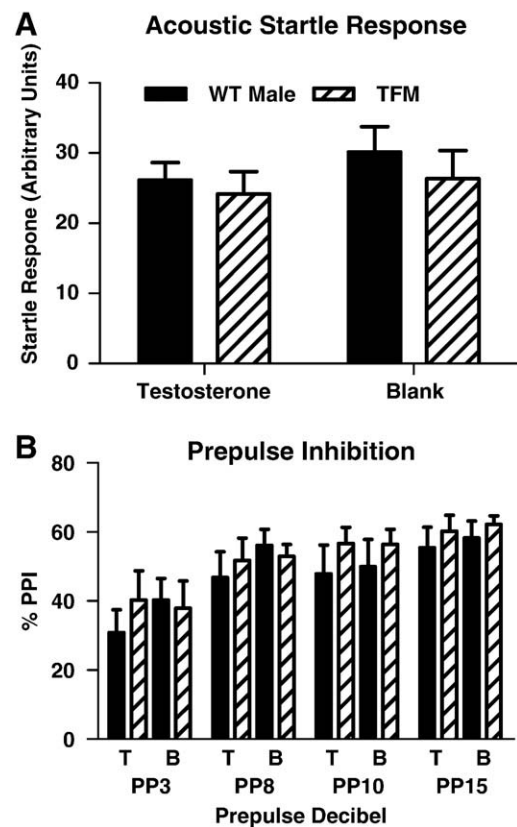 A Acoustic Startle Response
Startle Respone (Arbitrary Units)
40
30
20
10
0
WT Male TFM
Testosterone Blank
B Prepulse Inhibition
% PPI
80
60
40
20
0
T B T B T B T B
PP3 PP8 PP10 PP15
Prepulse Decibel